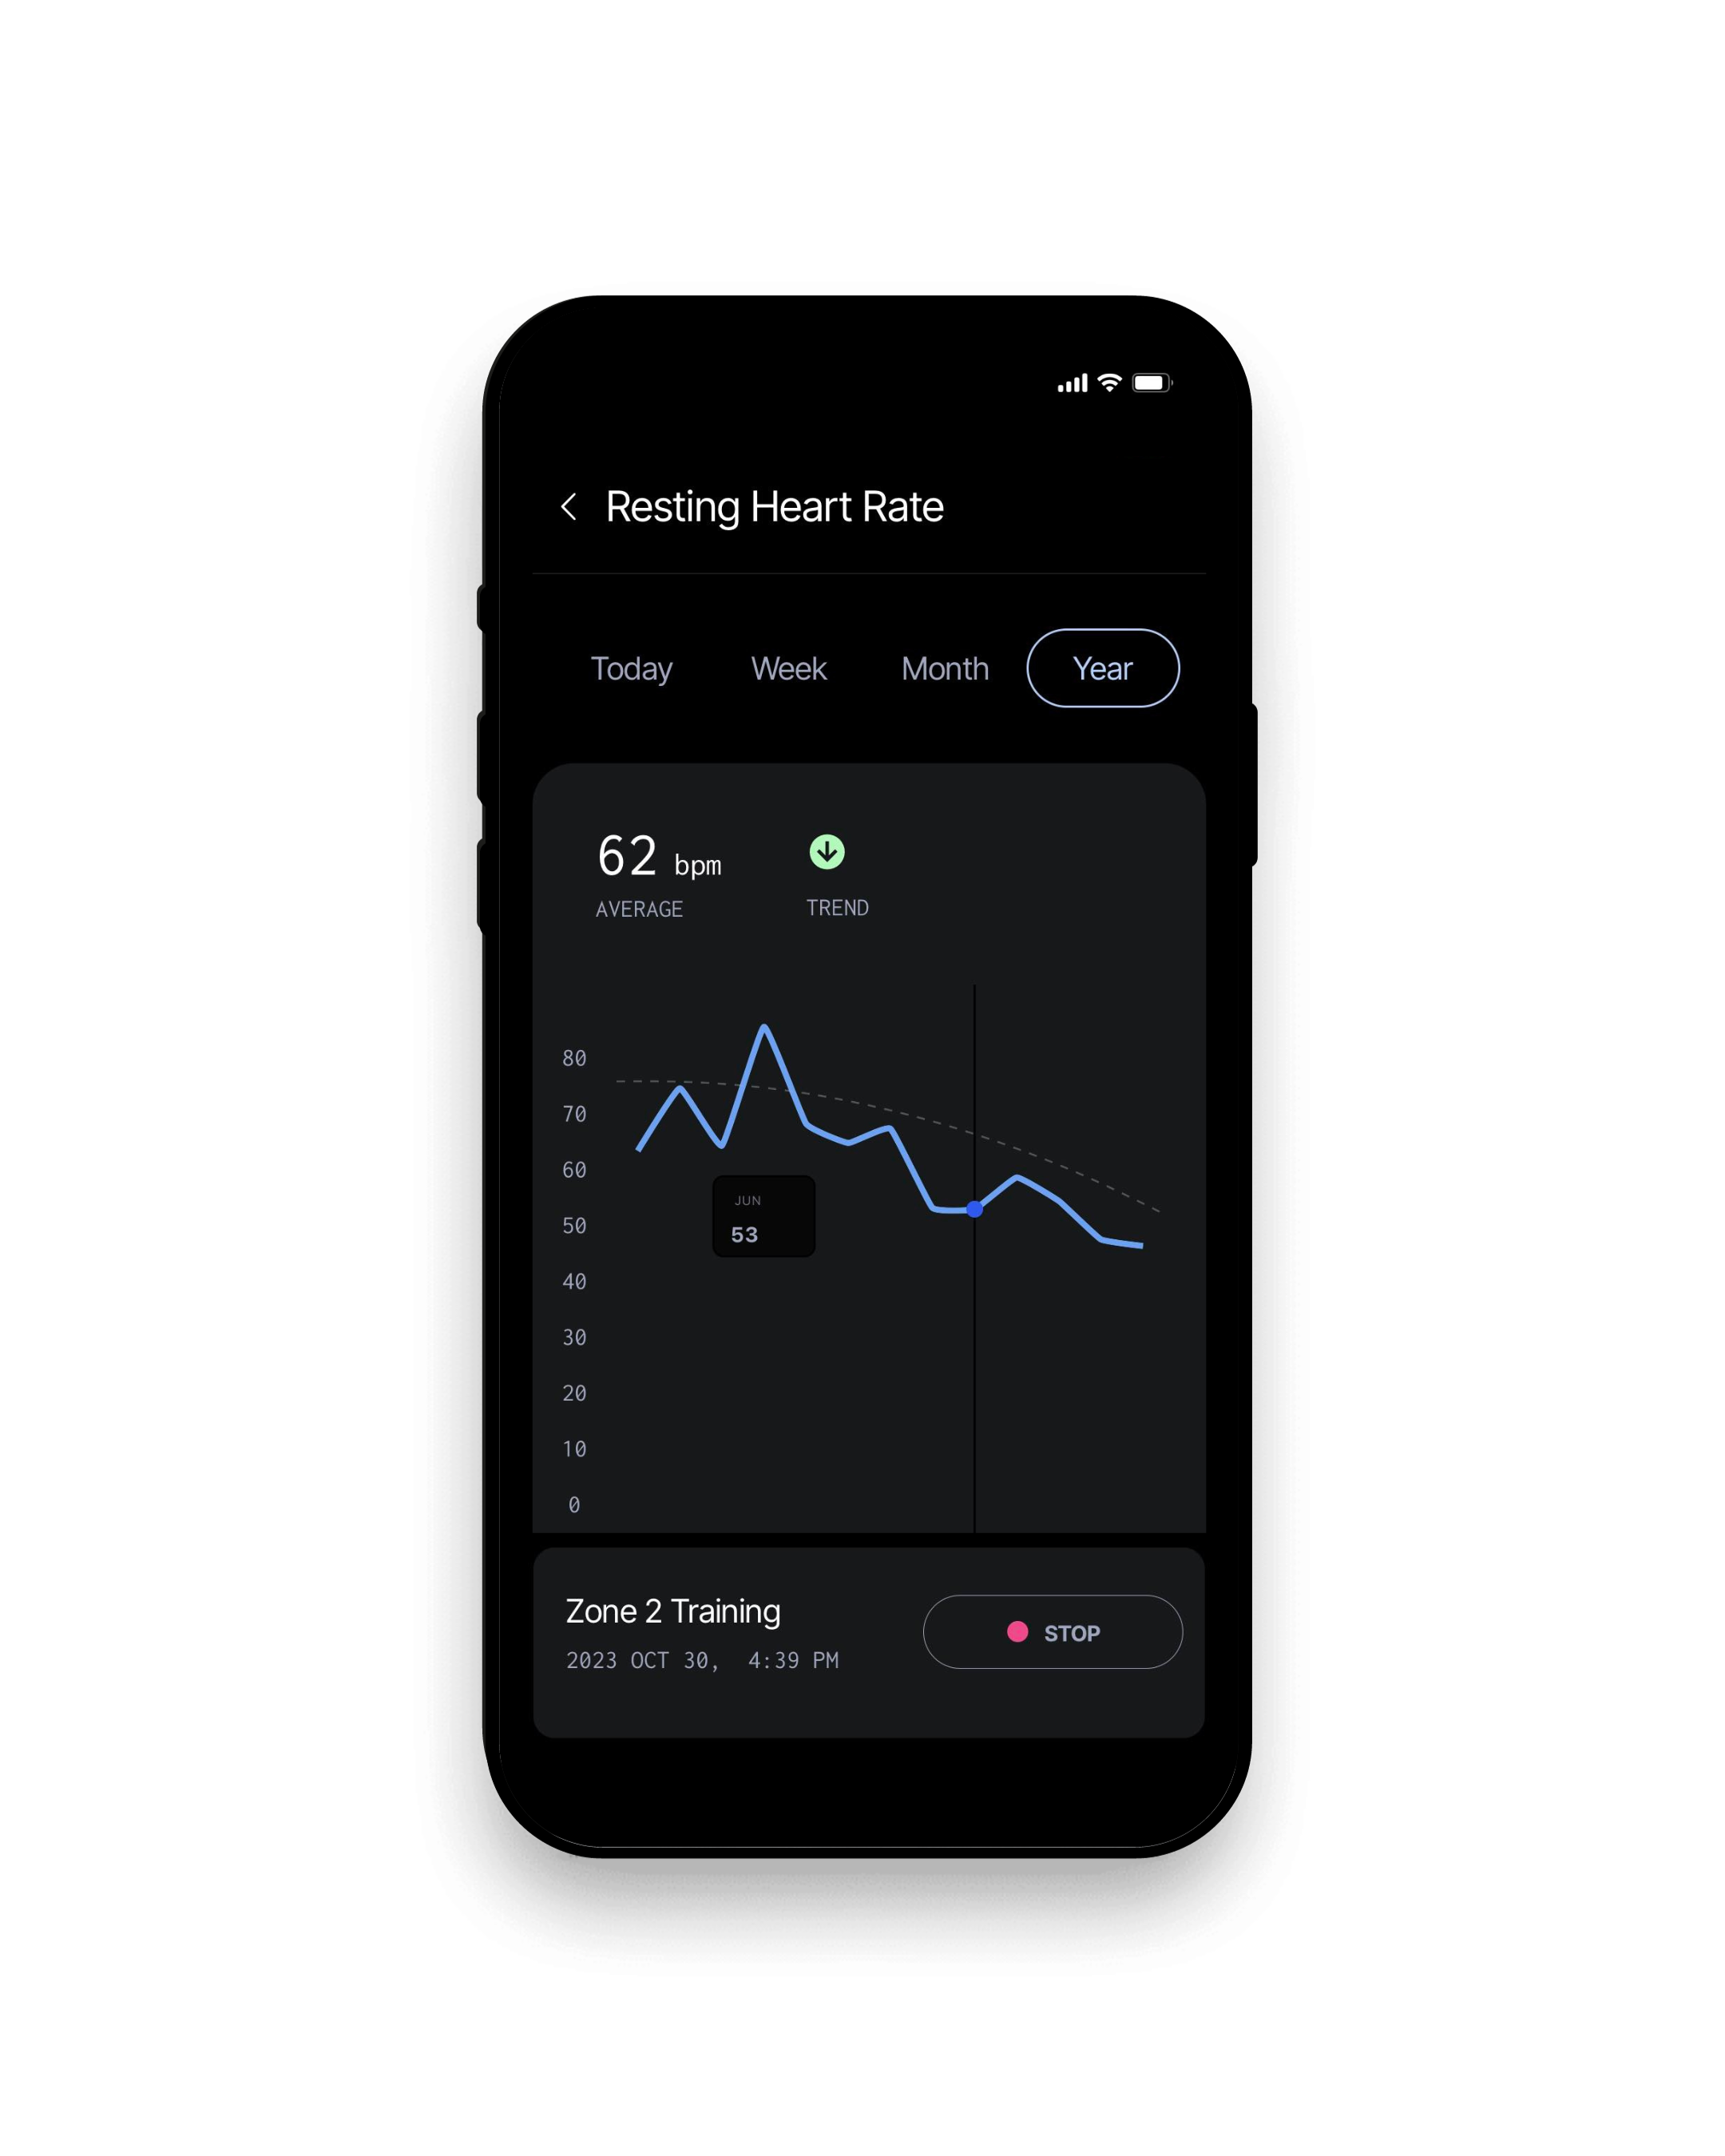 Resting Heart Rate
Today Week Month Year
62 bpm
AVERAGE TREND
80
70
60
JUN
50
53
40
30
20
10
0
Zone 2 Training
STOP
2023 OCT 30, 4:39 PM